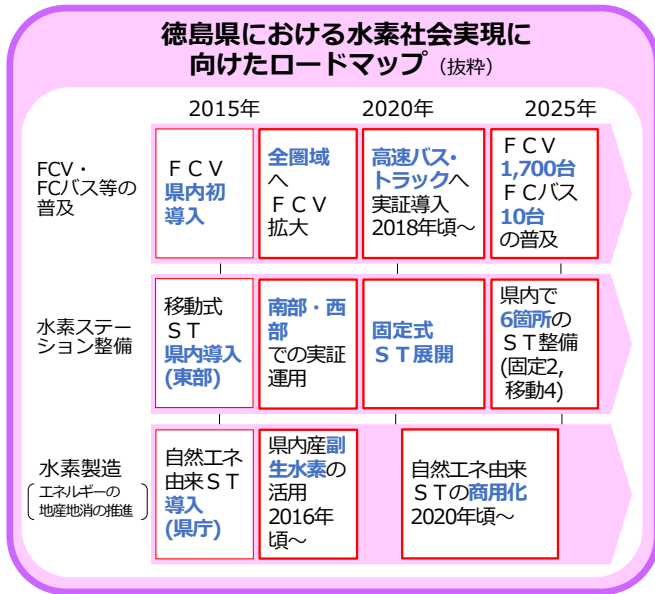 徳島県における水素社会実現に
向けたロードマップ（抜粋）
2015年
2020年
2025年
FCV・
FCバス等の
普及
ＦＣＶ
県内初
導入
全圏域
へ
ＦＣＶ
拡大
高速バス・
トラックへ
実証導入
2018年頃～
ＦＣＶ
1,700台
ＦＣバス
10台
の普及
水素ステー
ション整備
移動式
ＳＴ
県内導入
(東部)
南部・西
部
での実証
運用
固定式
ＳＴ展開
県内で
6箇所の
ＳＴ整備
(固定2,
移動4)
水素製造
エネルギーの
地産地消の推進
自然エネ
由来ＳＴ
導入
(県庁)
県内産副
生水素の
活用
2016年
頃～
自然エネ由来
ＳＴの商用化
2020年頃～